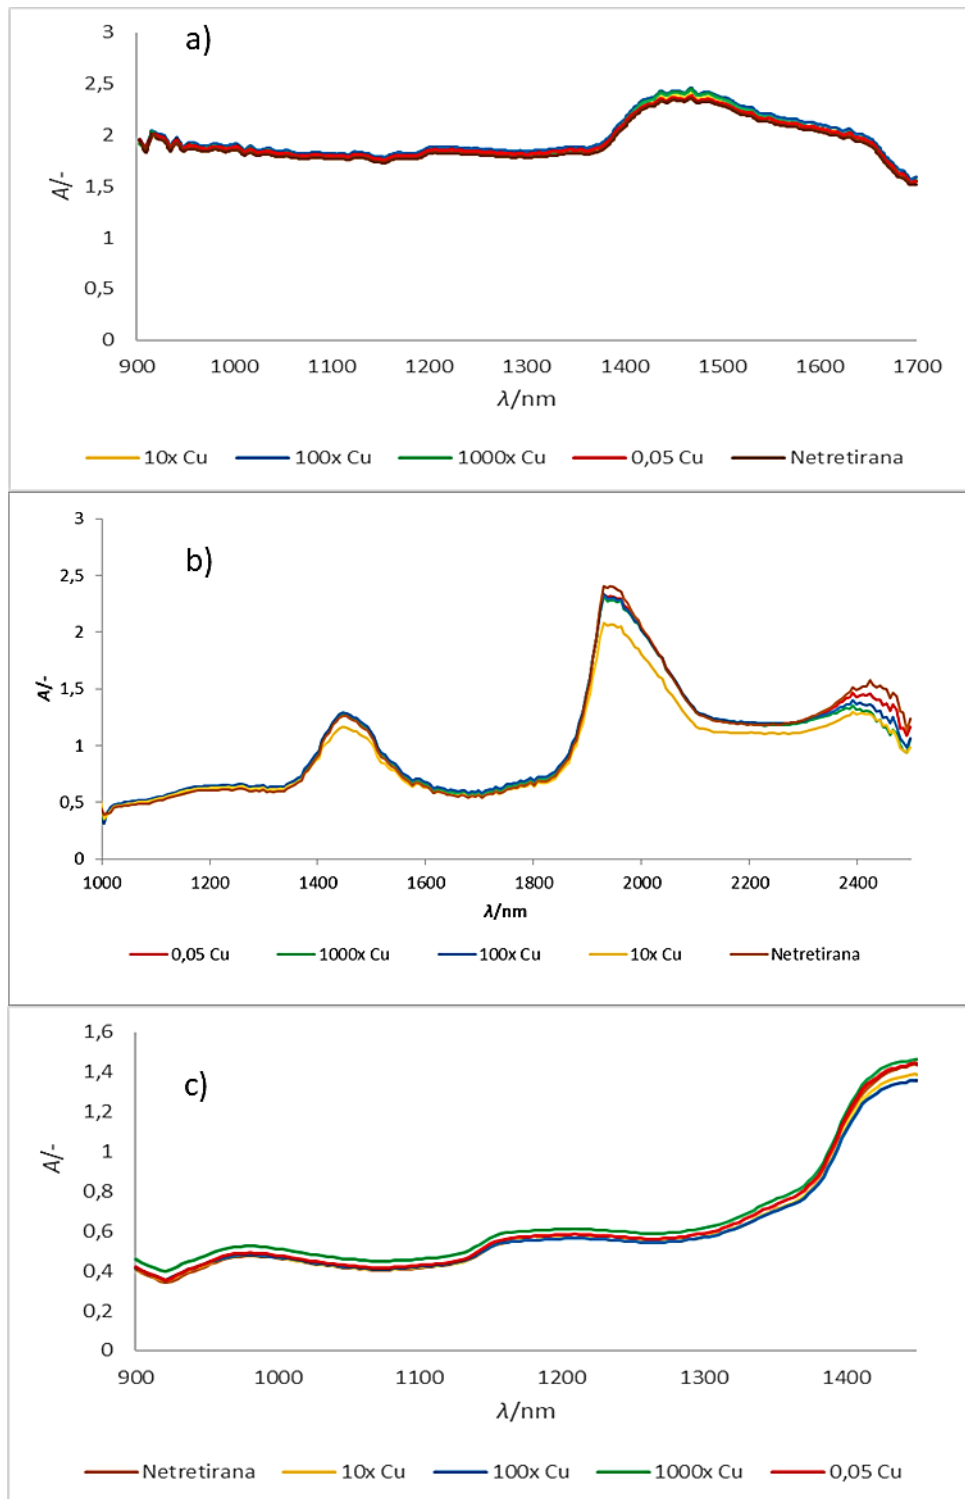 a)
3
2,5
2
1,5
1
0,5
0
A/-
900 1000 1100 1200 1300 1400 1500 1600 1700
λ/nm
10x Cu 100x Cu 1000x Cu 0,05 Cu Netretirana
b)
3
2,5
2
1,5
1
0,5
0
A/-
1000 1200 1400 1600 1800 2000 2200 2400
λ/nm
0,05 Cu 1000x Cu 100x Cu 10x Cu Netretirana
c)
1,6
1,4
1,2
1
0,8
0,6
0,4
0,2
0
A/-
900 1000 1100 1200 1300 1400
λ/nm
Netretirana 10x Cu 100x Cu 1000x Cu 0,05 Cu